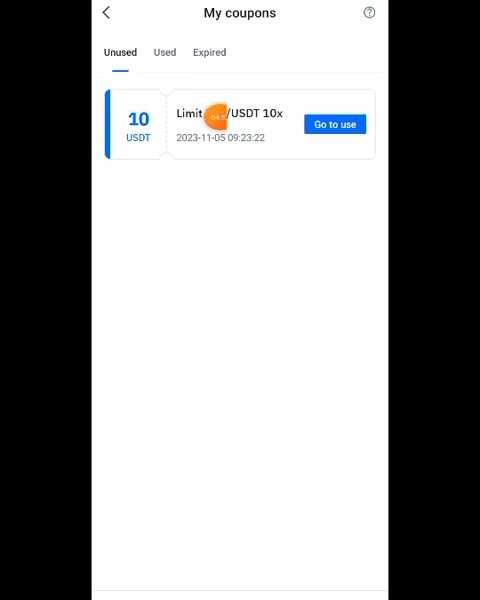 My coupons
Unused Used Expired
10
USDT
Limit /USDT 10x
2023-11-05 09:23:22
Go to use